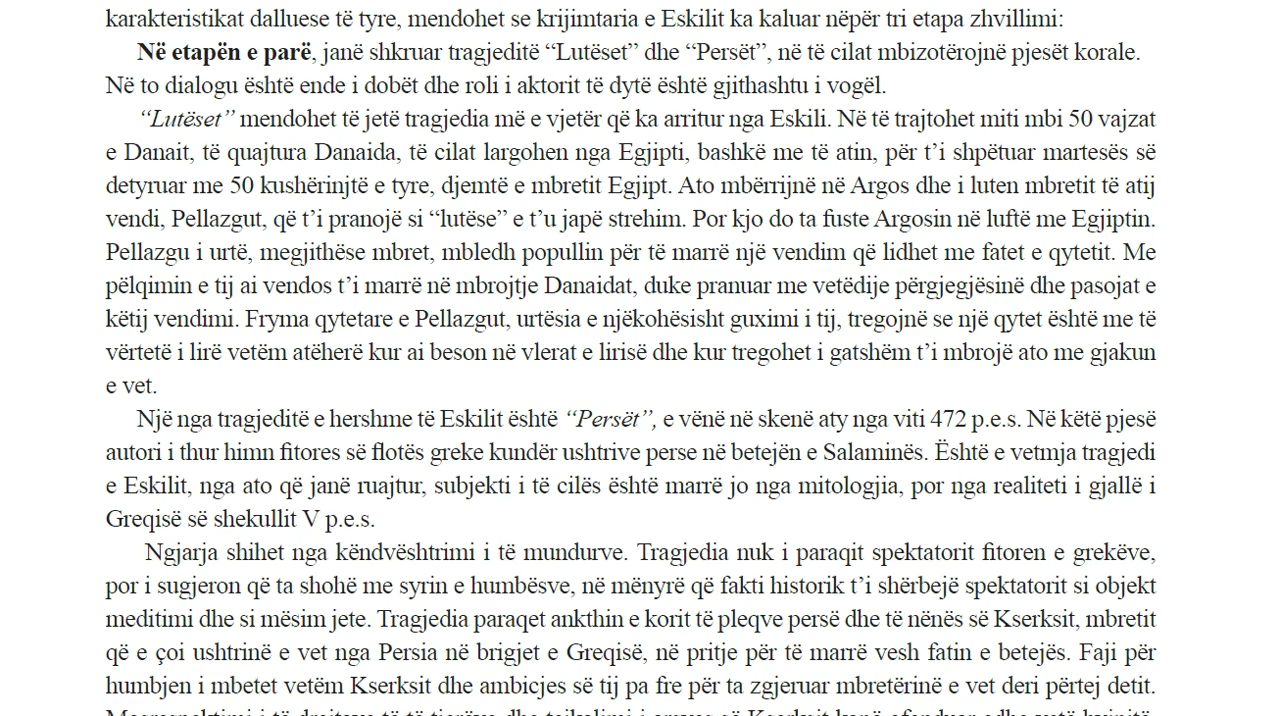 karakteristikat dalluese të tyre, mendohet se krijimtaria e Eskilit ka kaluar nëpër tri etapa zhvillimi:
Në etapën e parë, janë shkruar tragjeditë “Lutëset” dhe “Persët”, në të cilat mbizotërojnë pjesët korale.
Në to dialogu është ende i dobët dhe roli i aktorit të dytë është gjithashtu i vogël.
“Lutëset” mendohet të jetë tragjedia më e vjetër që ka arritur nga Eskili. Në të trajtohet miti mbi 50 vajzat
e Danait, të quajtura Danaida, të cilat largohen nga Egjipti, bashkë me të atin, për t’i shpëtuar martesës së
detyruar me 50 kushërinjtë e tyre, djemtë e mbretit Egjipt. Ato mbërrijnë në Argos dhe i luten mbretit të atij
vendi, Pellazgut, që t’i pranojë si “lutëse” e t’u japë strehim. Por kjo do ta fuste Argosin në luftë me Egjiptin.
Pellazgu i urtë, megjithëse mbret, mbledh popullin për të marrë një vendim që lidhet me fatet e qytetit. Me
pëlqimin e tij ai vendos t’i marrë në mbrojtje Danaidat, duke pranuar me vetëdije përgjegjësinë dhe pasojat e
këtij vendimi. Fryma qytetare e Pellazgut, urtësia e njëkohësisht guximi i tij, tregojnë se një qytet është me të
vërtetë i lirë vetëm atëherë kur ai beson në vlerat e lirisë dhe kur tregohet i gatshëm t’i mbrojë ato me gjakun
e vet.
Një nga tragjeditë e hershme të Eskilit është “Persët”, e vënë në skenë aty nga viti 472 p.e.s. Në këtë pjesë
autori i thur himn fitores së flotës greke kundër ushtrive perse në betejën e Salaminës. Është e vetmja tragjedi
e Eskilit, nga ato që janë ruajtur, subjekti i të cilës është marrë jo nga mitologjia, por nga realiteti i gjallë i
Greqisë së shekullit V p.e.s.
Ngjarja shihet nga këndvështrimi i të mundurve. Tragjedia nuk i paraqit spektatorit fitoren e grekëve,
por i sugjeron që ta shohë me syrin e humbësve, në mënyrë që fakti historik t’i shërbejë spektatorit si objekt
meditimi dhe si mësim jete. Tragjedia paraqet ankthin e korit të pleqve persë dhe të nënës së Kserksit, mbretit
që e çoi ushtrinë e vet nga Persia në brigjet e Greqisë, në pritje për të marrë vesh fatin e betejës. Faji për
humbjen i mbetet vetëm Kserksit dhe ambicjes së tij pa fre për ta zgjeruar mbretërinë e vet deri përtej detit.